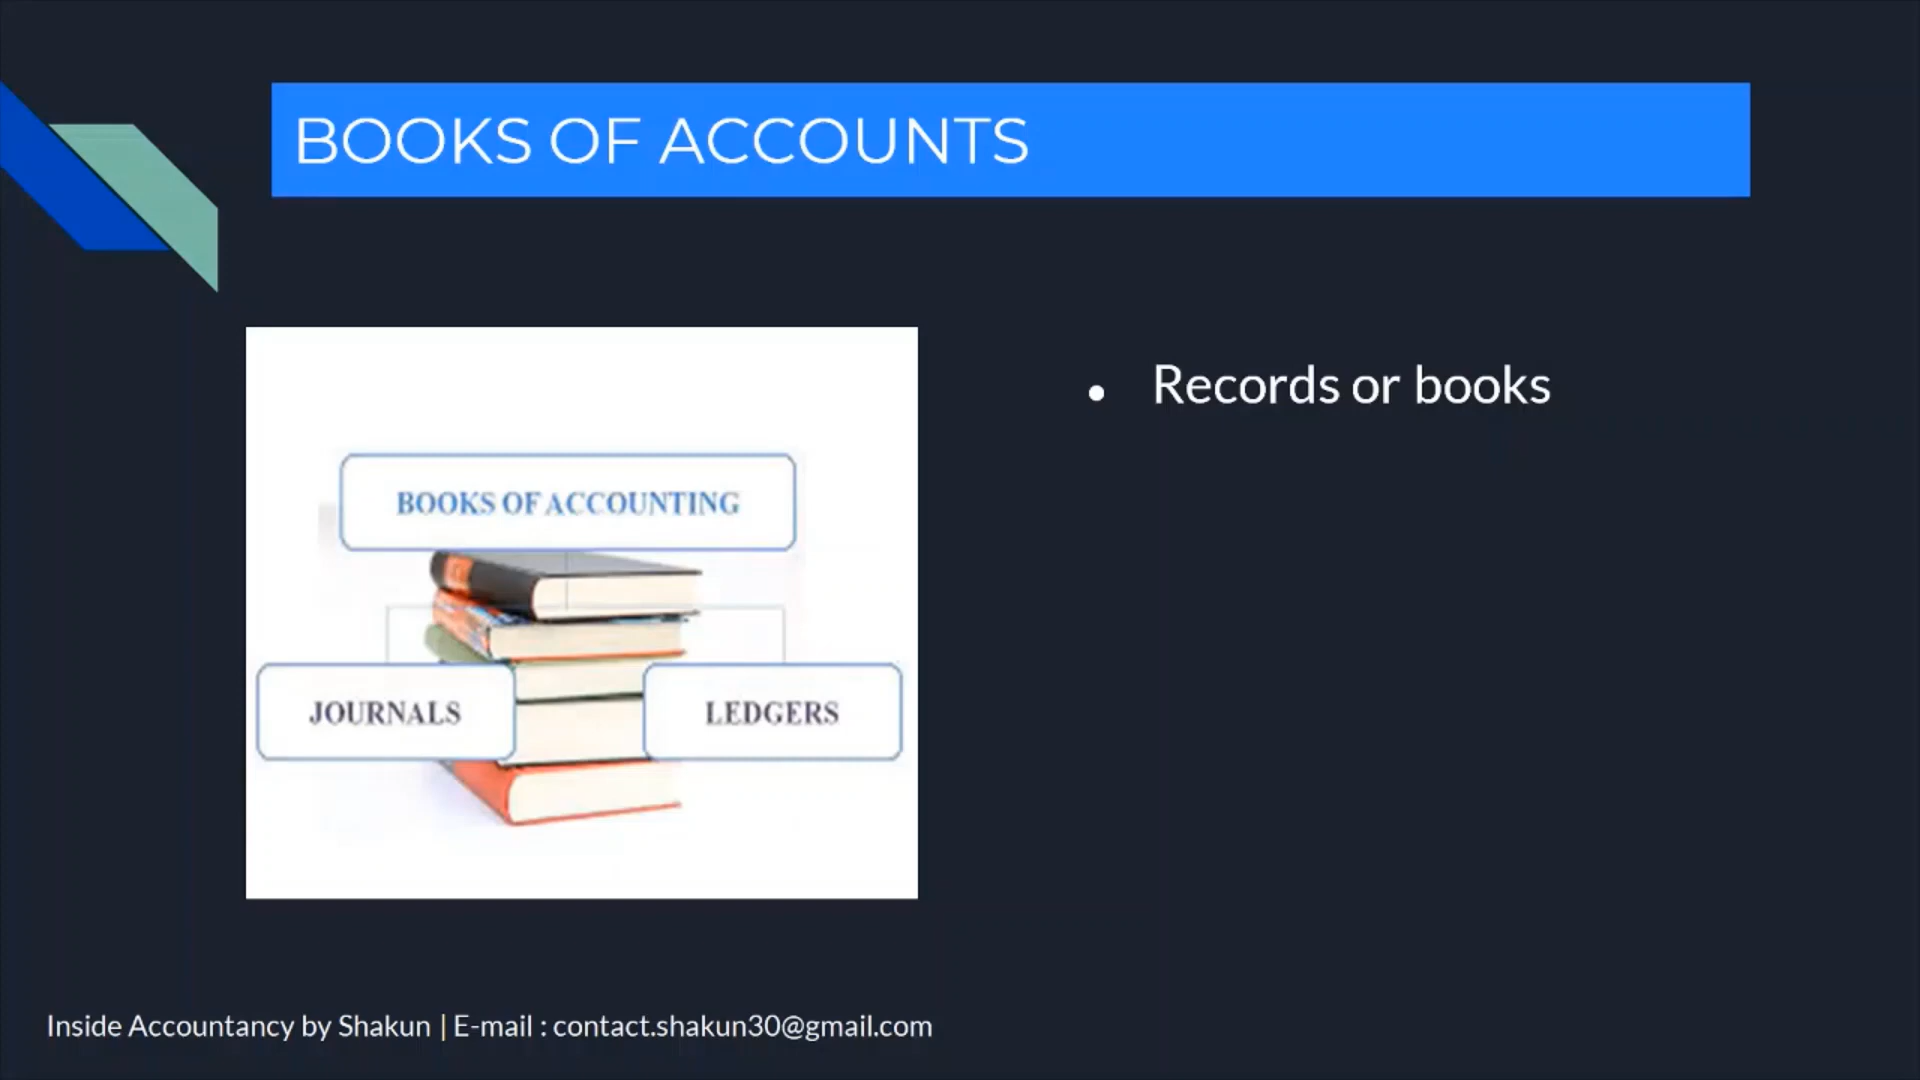 BOOKS OF ACCOUNTS
BOOKS OF ACCOUNTING
JOURNALS
LEDGERS
• Records or books
Inside Accountancy by Shakun | E-mail : contact.shakun30@gmail.com